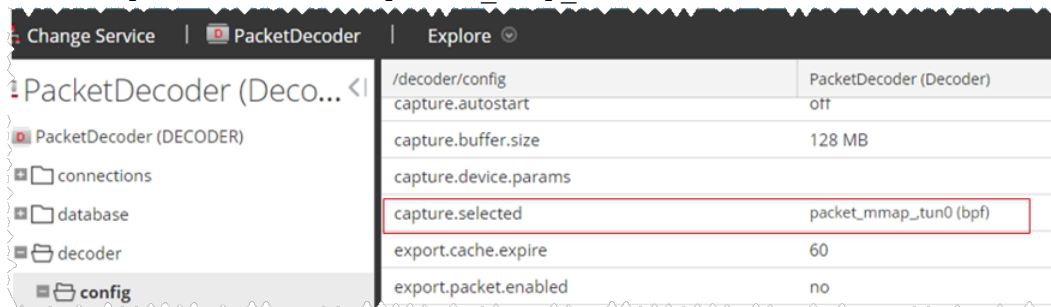 Change Service | PacketDecoder | Explore
PacketDecoder (Deco...
PacketDecoder (DECODER)
connections
database
decoder
config
/decoder/config PacketDecoder (Decoder)
capture.autostart off
capture.buffer.size 128 MB
capture.device.params
capture.selected packet_mmap_,tun0 (bpf)
export.cache.expire 60
export.packet.enabled no